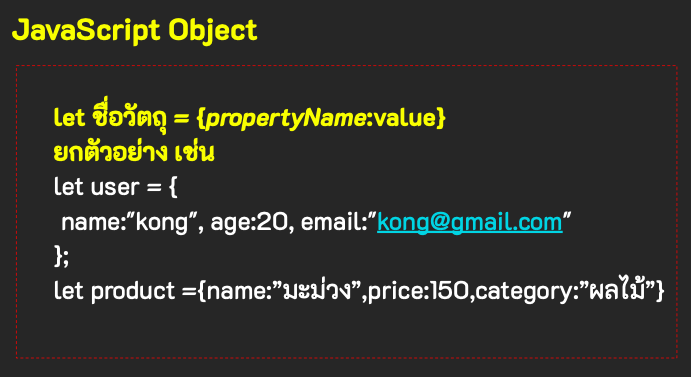 JavaScript Object
let ชื่อวัตถุ = {propertyName:value}
ยกตัวอย่าง เช่น
let user = {
name:"kong", age:20, email:"kong@gmail.com"
};
let product ={name:”มะม่วง”,price:150,category:”ผลไม้”}